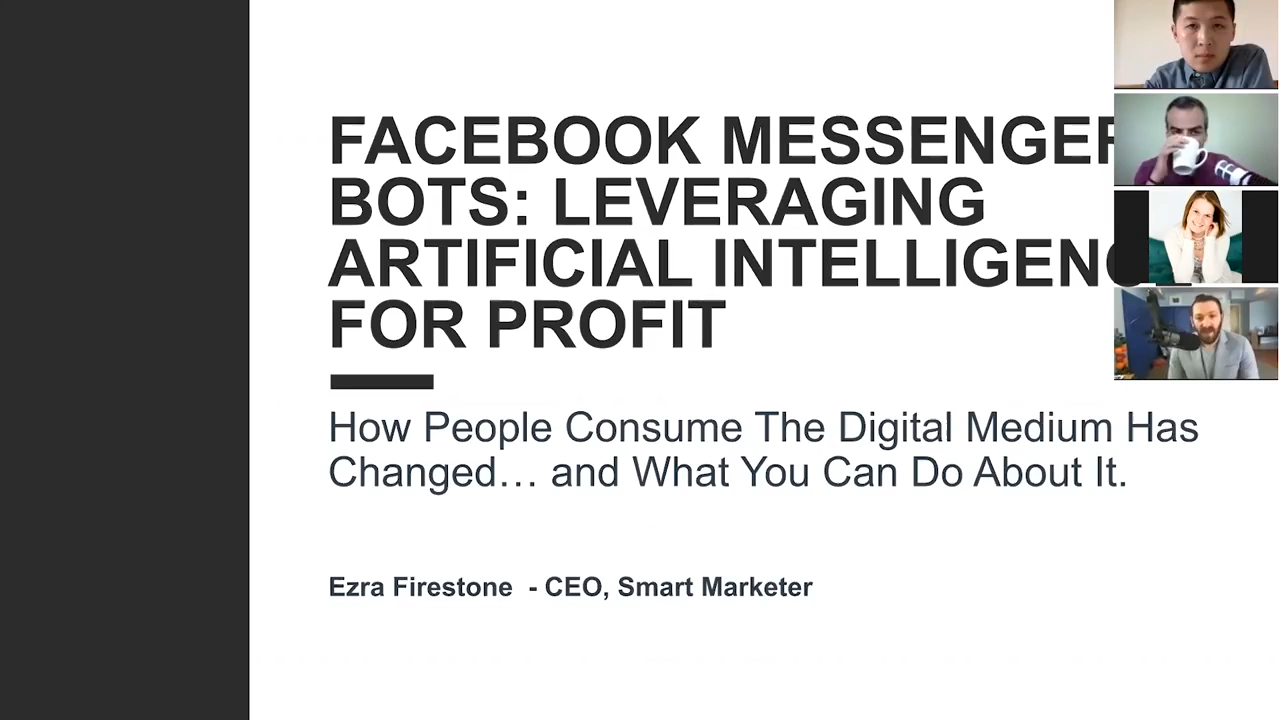 FACEBOOK MESSENGER
BOTS: LEVERAGING
ARTIFICIAL INTELLIGENCE
FOR PROFIT
How People Consume The Digital Medium Has
Changed… and What You Can Do About It.
Ezra Firestone - CEO, Smart Marketer